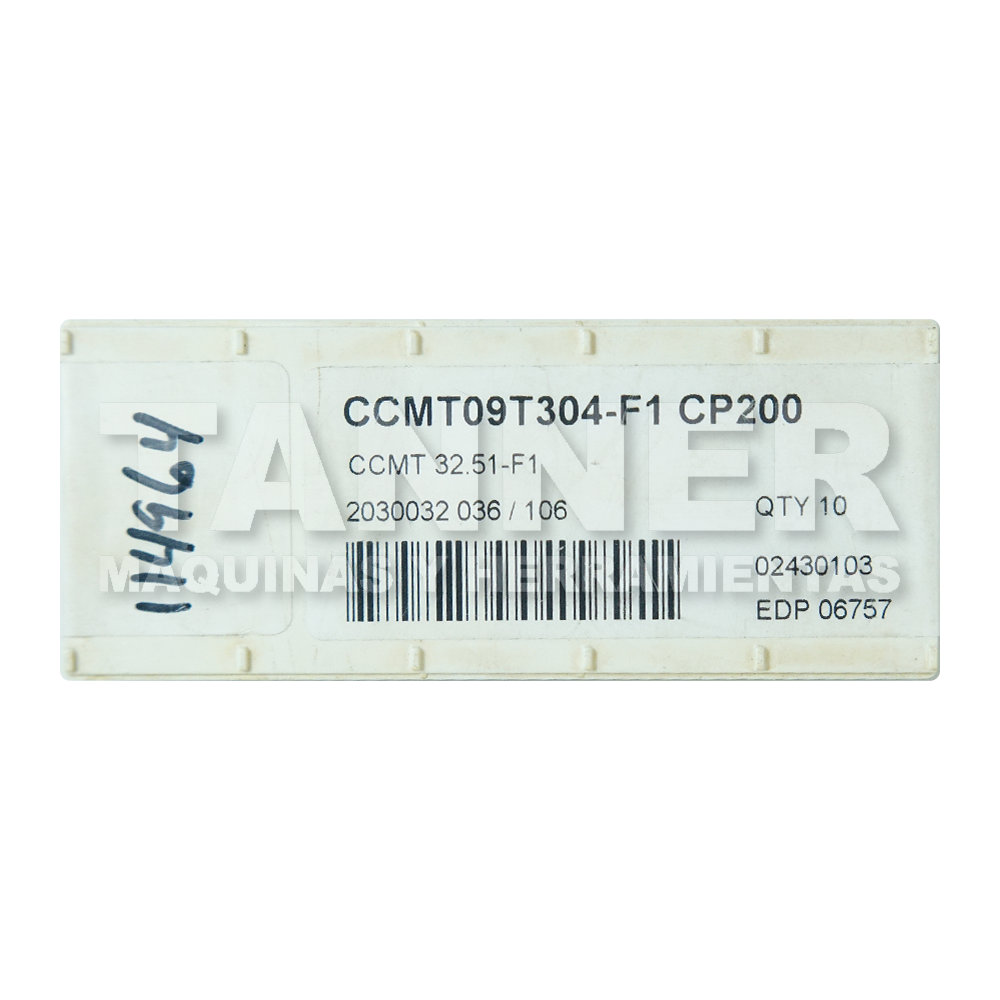 CCMT09T304-F1 CP200
CCMT 32.51-F1
2030032 036 / 106
QTY 10
02430103
EDP 06757
114964
TANNER
MAQUINAS Y HERRAMIENTAS